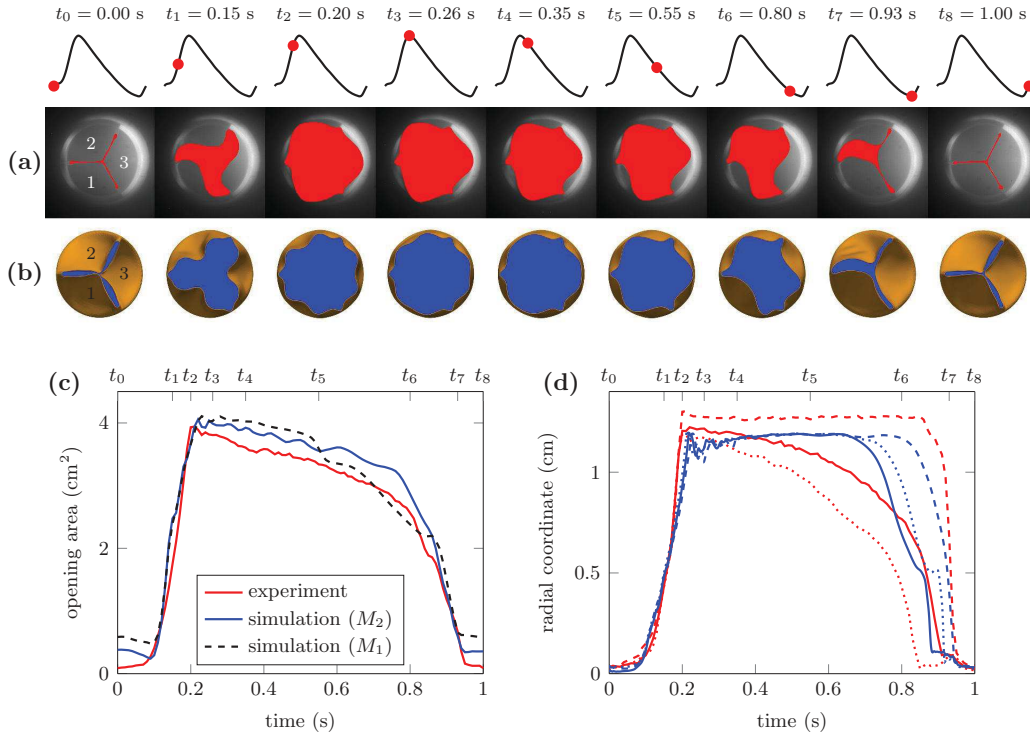 t0 = 0.00 s t1 = 0.15 s t2 = 0.20 s t3 = 0.26 s t4 = 0.35 s t5 = 0.55 s t6 = 0.80 s t7 = 0.93 s t8 = 1.00 s
(a)
2
3
1
(b)
2
3
1
(c)
t0 t1 t2 t3 t4 t5 t6 t7 t8
4
2
0
opening area (cm²)
experiment
simulation (M2)
simulation (M1)
0 0.2 0.4 0.6 0.8 1
time (s)
(d)
t0 t1 t2 t3 t4 t5 t6 t7 t8
1
0.5
0
radial coordinate (cm)
0 0.2 0.4 0.6 0.8 1
time (s)